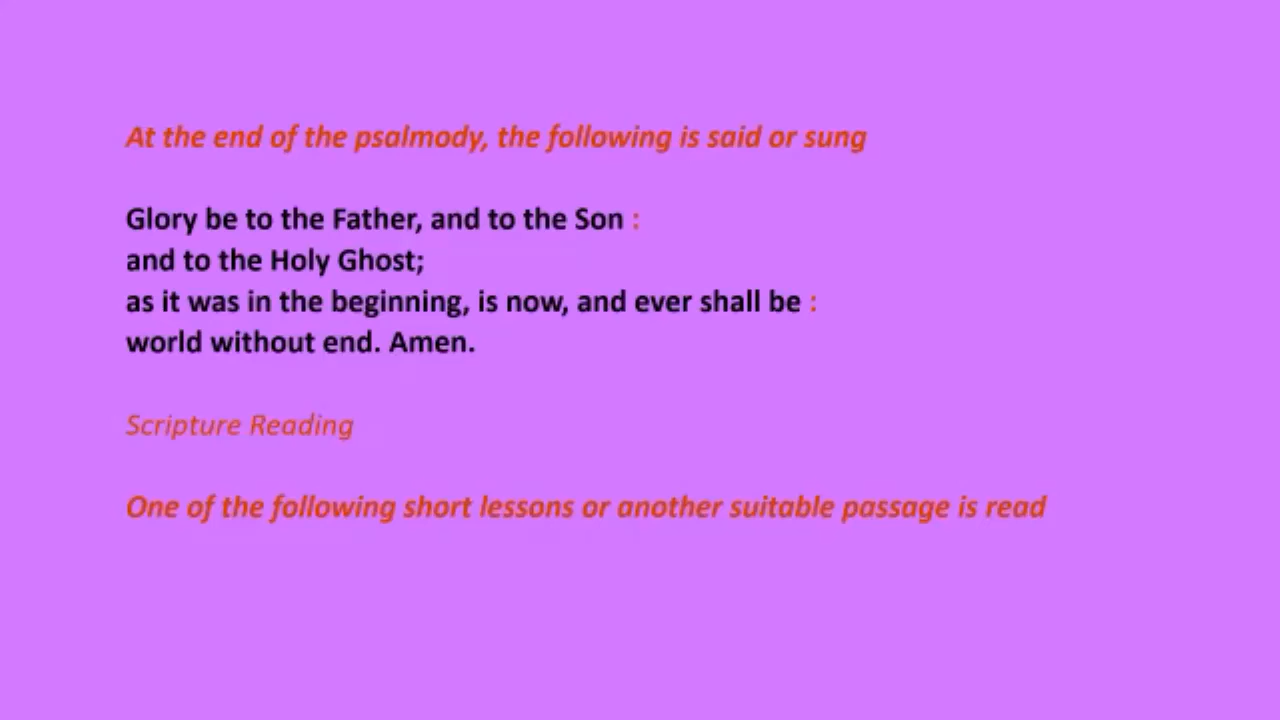 At the end of the psalmody, the following is said or sung
Glory be to the Father, and to the Son :
and to the Holy Ghost;
as it was in the beginning, is now, and ever shall be :
world without end. Amen.
Scripture Reading
One of the following short lessons or another suitable passage is read